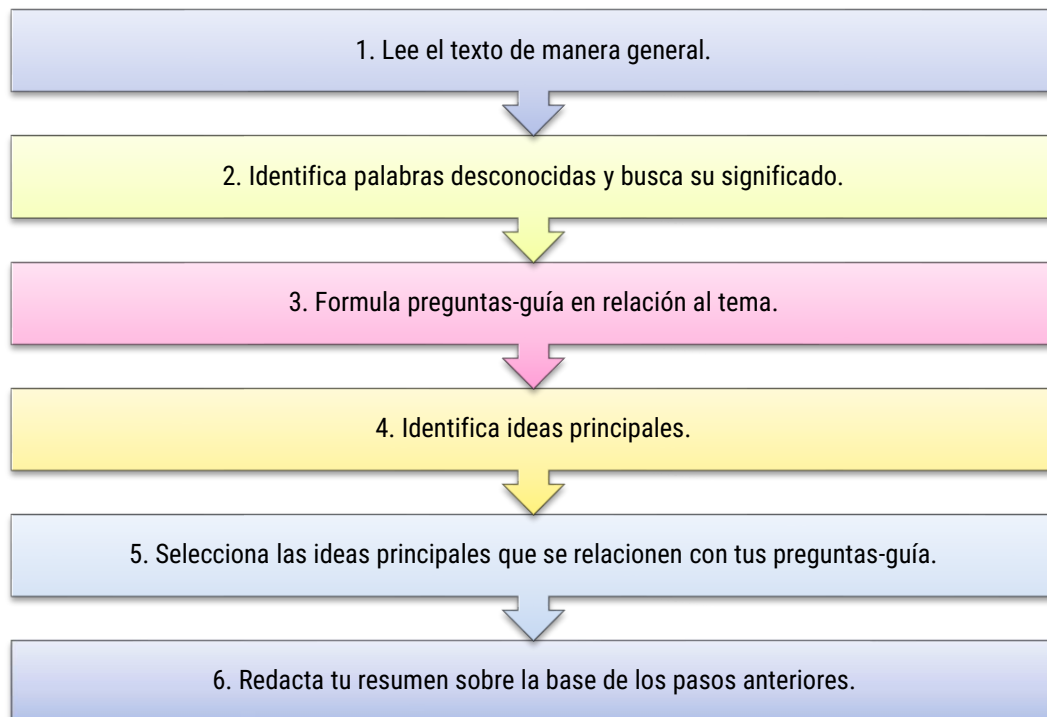 1. Lee el texto de manera general.
2. Identifica palabras desconocidas y busca su significado.
3. Formula preguntas-guía en relación al tema.
4. Identifica ideas principales.
5. Selecciona las ideas principales que se relacionen con tus preguntas-guía.
6. Redacta tu resumen sobre la base de los pasos anteriores.